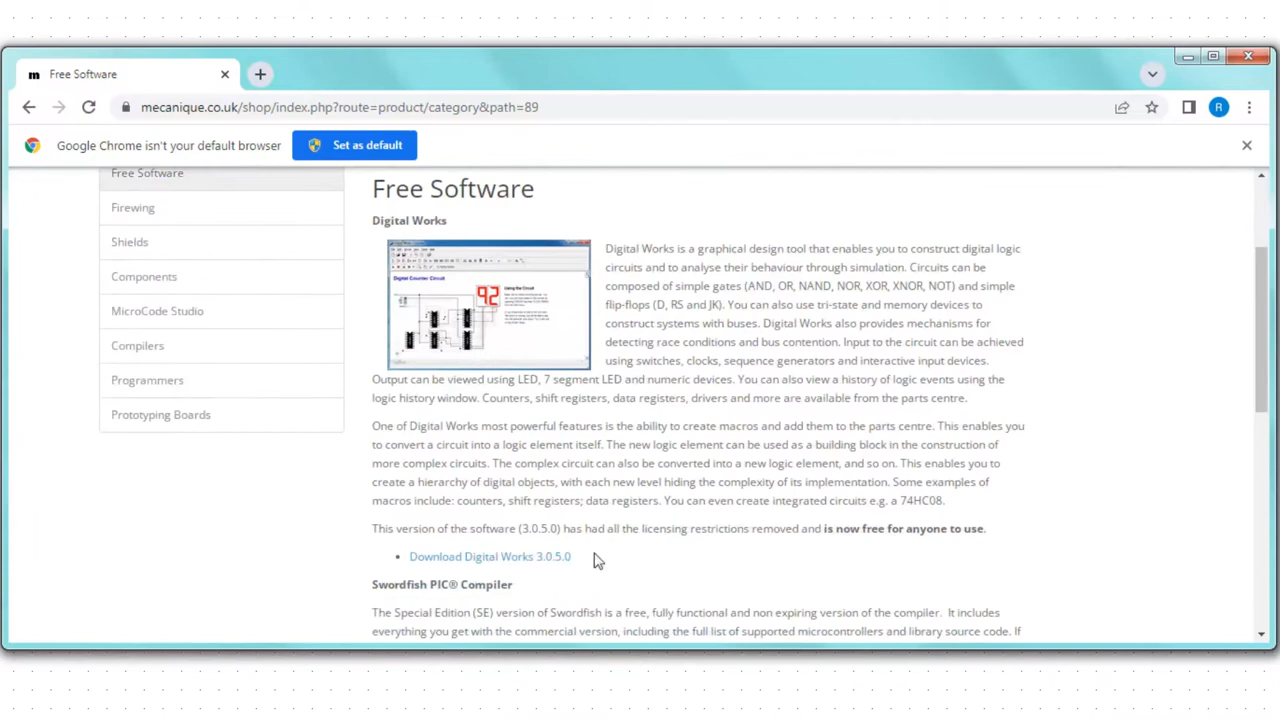 m Free Software
mecanique.co.uk/shop/index.php?route=product/category&path=89
R
Google Chrome isn't your default browser
Set as default
Free Software
Firewing
Shields
Components
MicroCode Studio
Compilers
Programmers
Prototyping Boards
Free Software
Digital Works
Digital Counter Circuit
Using the Circuit
92
Digital Works is a graphical design tool that enables you to construct digital logic
circuits and to analyse their behaviour through simulation. Circuits can be
composed of simple gates (AND, OR, NAND, NOR, XOR, XNOR, NOT) and simple
flip-flops (D, RS and JK). You can also use tri-state and memory devices to
construct systems with buses. Digital Works also provides mechanisms for
detecting race conditions and bus contention. Input to the circuit can be achieved
using switches, clocks, sequence generators and interactive input devices.
Output can be viewed using LED, 7 segment LED and numeric devices. You can also view a history of logic events using the
logic history window. Counters, shift registers, data registers, drivers and more are available from the parts centre.
One of Digital Works most powerful features is the ability to create macros and add them to the parts centre. This enables you
to convert a circuit into a logic element itself. The new logic element can be used as a building block in the construction of
more complex circuits. The complex circuit can also be converted into a new logic element, and so on. This enables you to
create a hierarchy of digital objects, with each new level hiding the complexity of its implementation. Some examples of
macros include: counters, shift registers; data registers. You can even create integrated circuits e.g. a 74HC08.
This version of the software (3.0.5.0) has had all the licensing restrictions removed and is now free for anyone to use.
• Download Digital Works 3.0.5.0
Swordfish PIC® Compiler
The Special Edition (SE) version of Swordfish is a free, fully functional and non expiring version of the compiler. It includes
everything you get with the commercial version, including the full list of supported microcontrollers and library source code. If